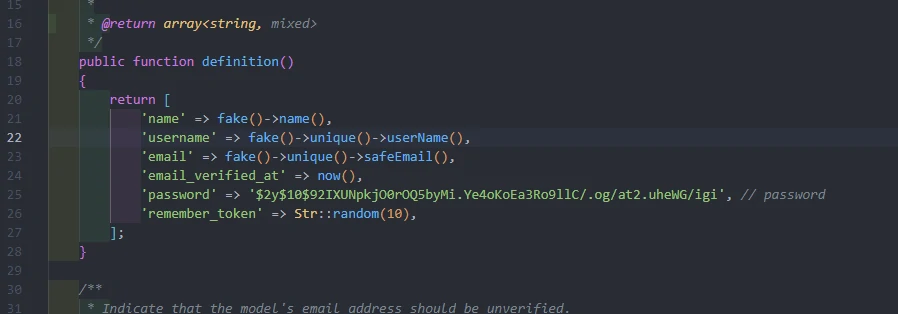 15 *
16 * @return array<string, mixed>
17 */
18 public function definition()
19 {
20 return [
21 'name' => fake()->name(),
22 'username' => fake()->unique()->userName(),
23 'email' => fake()->unique()->safeEmail(),
24 'email_verified_at' => now(),
25 'password' => '$2y$10$92IXUNpkjO0rOQ5byMi.Ye4oKoEa3Ro9llC/.og/at2.uheWG/igi', // password
26 'remember_token' => Str::random(10),
27 ];
28 }
29
30 /**
31 * Indicate that the model's email address should be unverified.